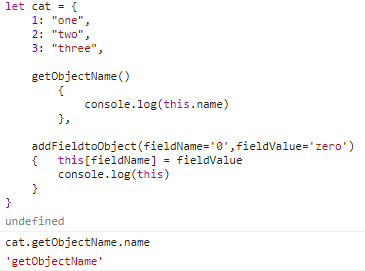 let cat = {
    1: "one",
    2: "two",
    3: "three",
    getObjectName()
        {
            console.log(this.name)
        },
    addFieldtoObject(fieldName='0',fieldValue='zero')
    {   this[fieldName] = fieldValue
        console.log(this)
    }
}
undefined
cat.getObjectName.name
'getObjectName'